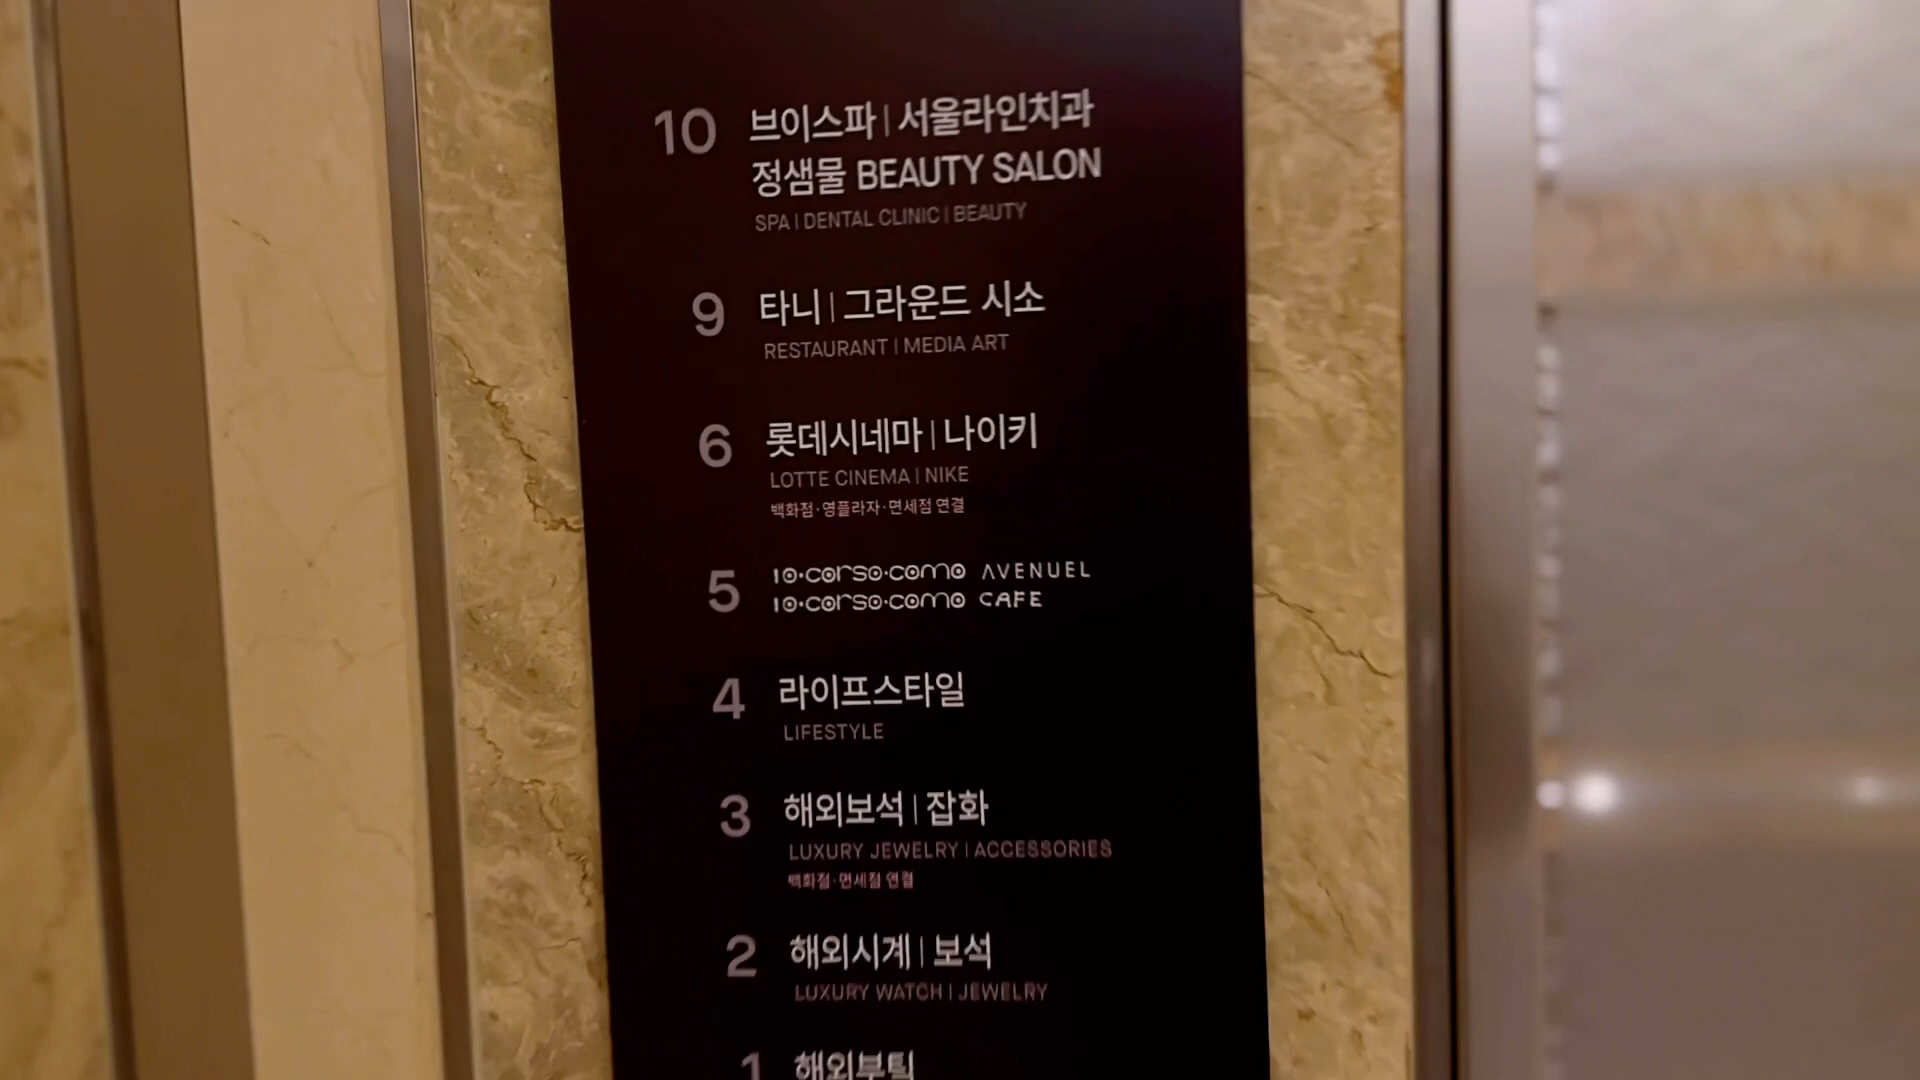 10 브이스파 | 서울라인치과
정샘물 BEAUTY SALON
SPA | DENTAL CLINIC | BEAUTY
9 타니 | 그라운드 시소
RESTAURANT | MEDIA ART
6 롯데시네마 | 나이키
LOTTE CINEMA | NIKE
백화점·영플라자·면세점 연결
5 10·corso·como AVENUEL
10·corso·como CAFE
4 라이프스타일
LIFESTYLE
3 해외보석 | 잡화
LUXURY JEWELRY | ACCESSORIES
백화점·면세점 연결
2 해외시계 | 보석
LUXURY WATCH | JEWELRY
1 해외부틱